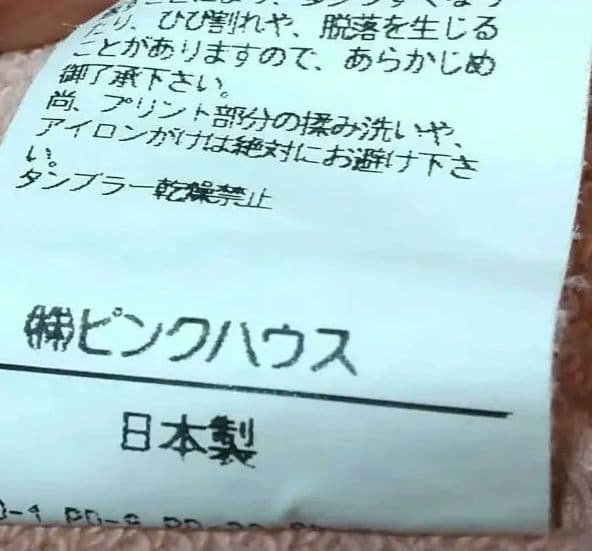 たり、ひび割れや、脱落を生じる
ことがありますので、あらかじめ
御了承下さい。
尚、プリント部分の揉み洗いや、
アイロンがけは絶対にお避け下さ
い。
タンブラー乾燥禁止
㈱ピンクハウス
日本製